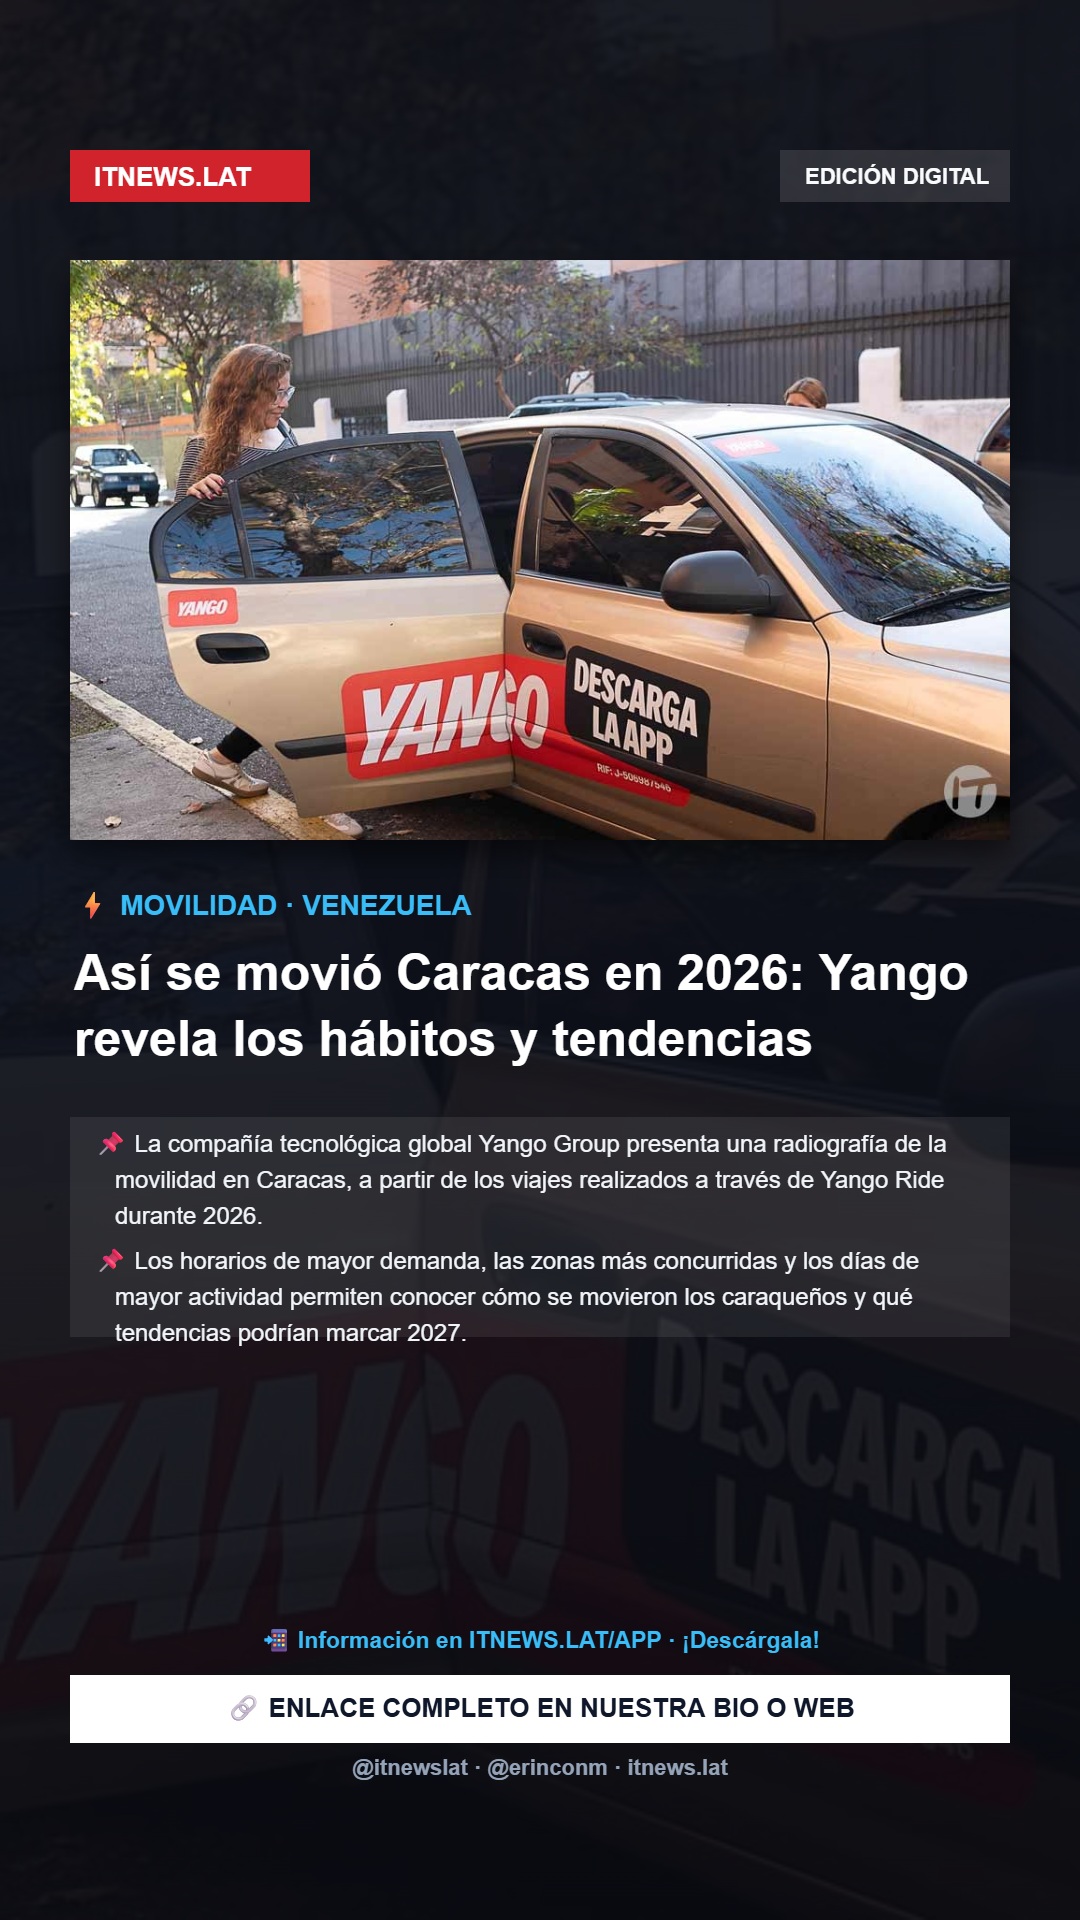 ITNEWS.LAT
EDICIÓN DIGITAL
YANGO
YANGO
YANGO
DESCARGA
LA APP
RIF: J-506987546
IT
⚡ MOVILIDAD · VENEZUELA
Así se movió Caracas en 2026: Yango
revela los hábitos y tendencias
📌 La compañía tecnológica global Yango Group presenta una radiografía de la
movilidad en Caracas, a partir de los viajes realizados a través de Yango Ride
durante 2026.
📌 Los horarios de mayor demanda, las zonas más concurridas y los días de
mayor actividad permiten conocer cómo se movieron los caraqueños y qué
tendencias podrían marcar 2027.
YANGO
DESCARGA
LA APP
📲 Información en ITNEWS.LAT/APP · ¡Descárgala!
🔗 ENLACE COMPLETO EN NUESTRA BIO O WEB
@itnewslat · @erinconm · itnews.lat